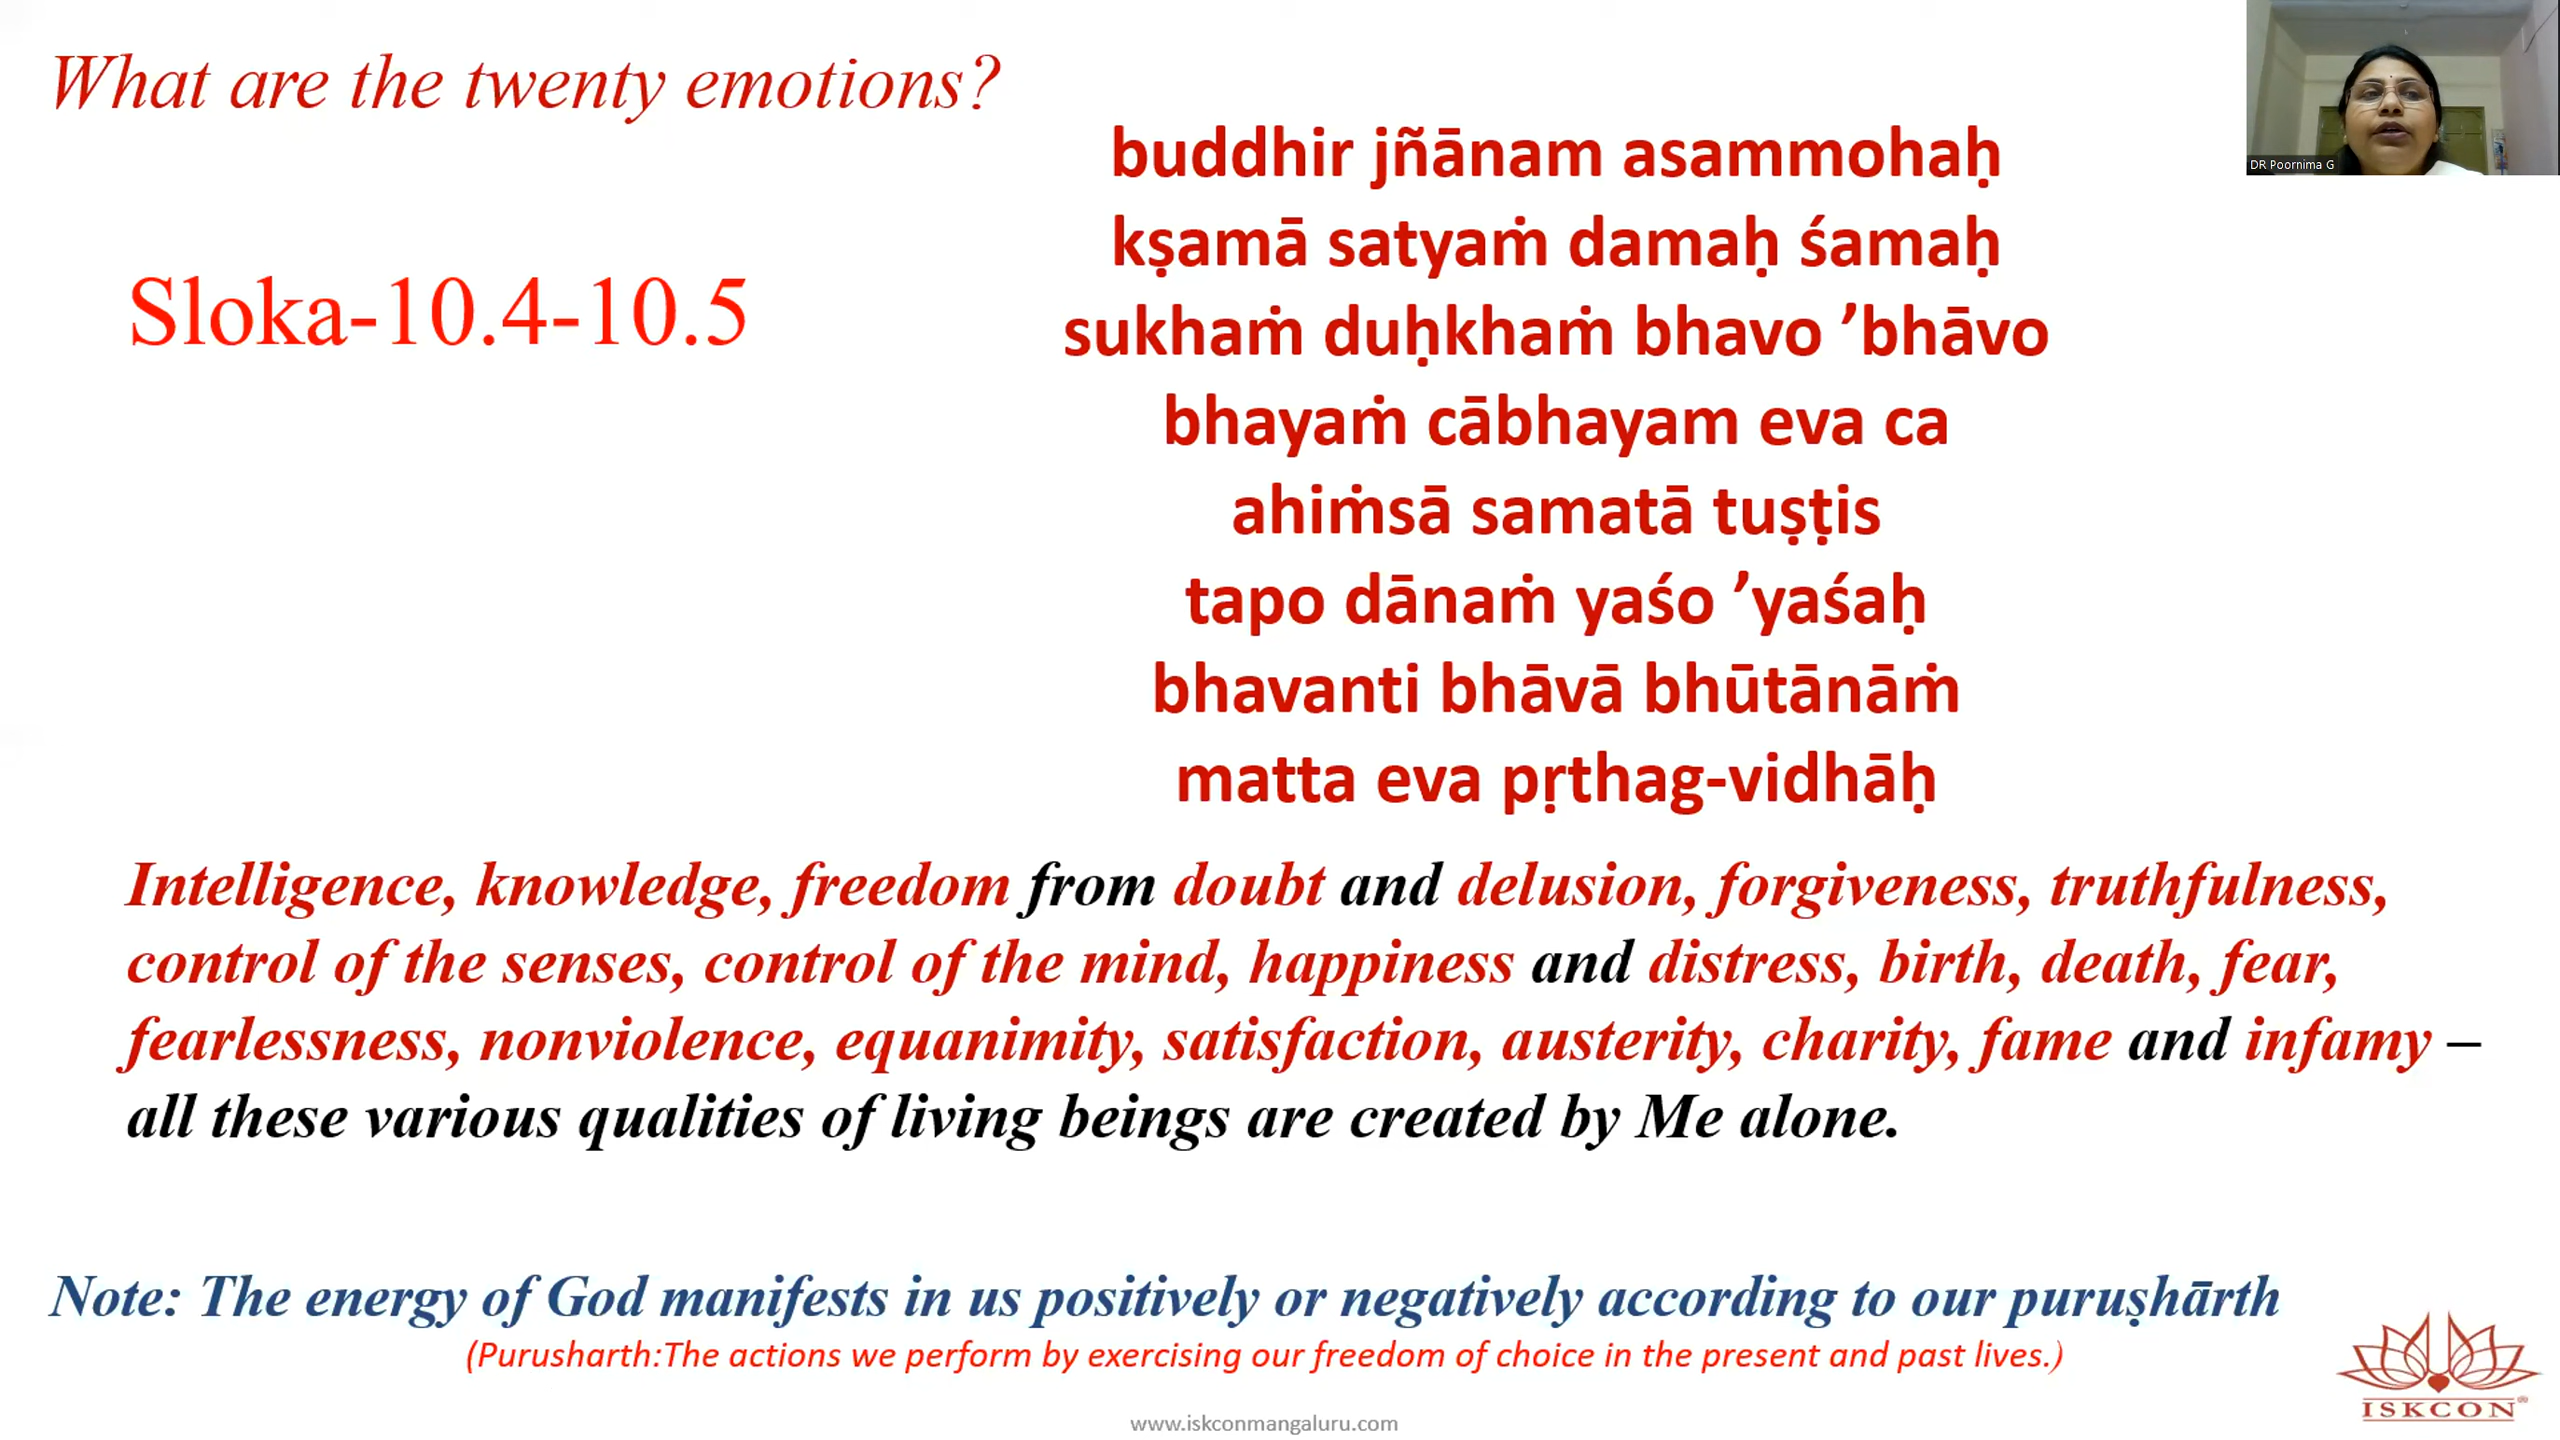 What are the twenty emotions?
DR Poornima G
Sloka-10.4-10.5
buddhir jñānam asammohaḥ
kṣamā satyaṁ damaḥ śamaḥ
sukhaṁ duḥkhaṁ bhavo ’bhāvo
bhayaṁ cābhayam eva ca
ahiṁsā samatā tuṣṭis
tapo dānaṁ yaśo ’yaśaḥ
bhavanti bhāvā bhūtānāṁ
matta eva pṛthag-vidhāḥ
Intelligence, knowledge, freedom from doubt and delusion, forgiveness, truthfulness,
control of the senses, control of the mind, happiness and distress, birth, death, fear,
fearlessness, nonviolence, equanimity, satisfaction, austerity, charity, fame and infamy –
all these various qualities of living beings are created by Me alone.
Note: The energy of God manifests in us positively or negatively according to our puruṣhārth
(Purusharth:The actions we perform by exercising our freedom of choice in the present and past lives.)
ISKCON®
www.iskconmangaluru.com